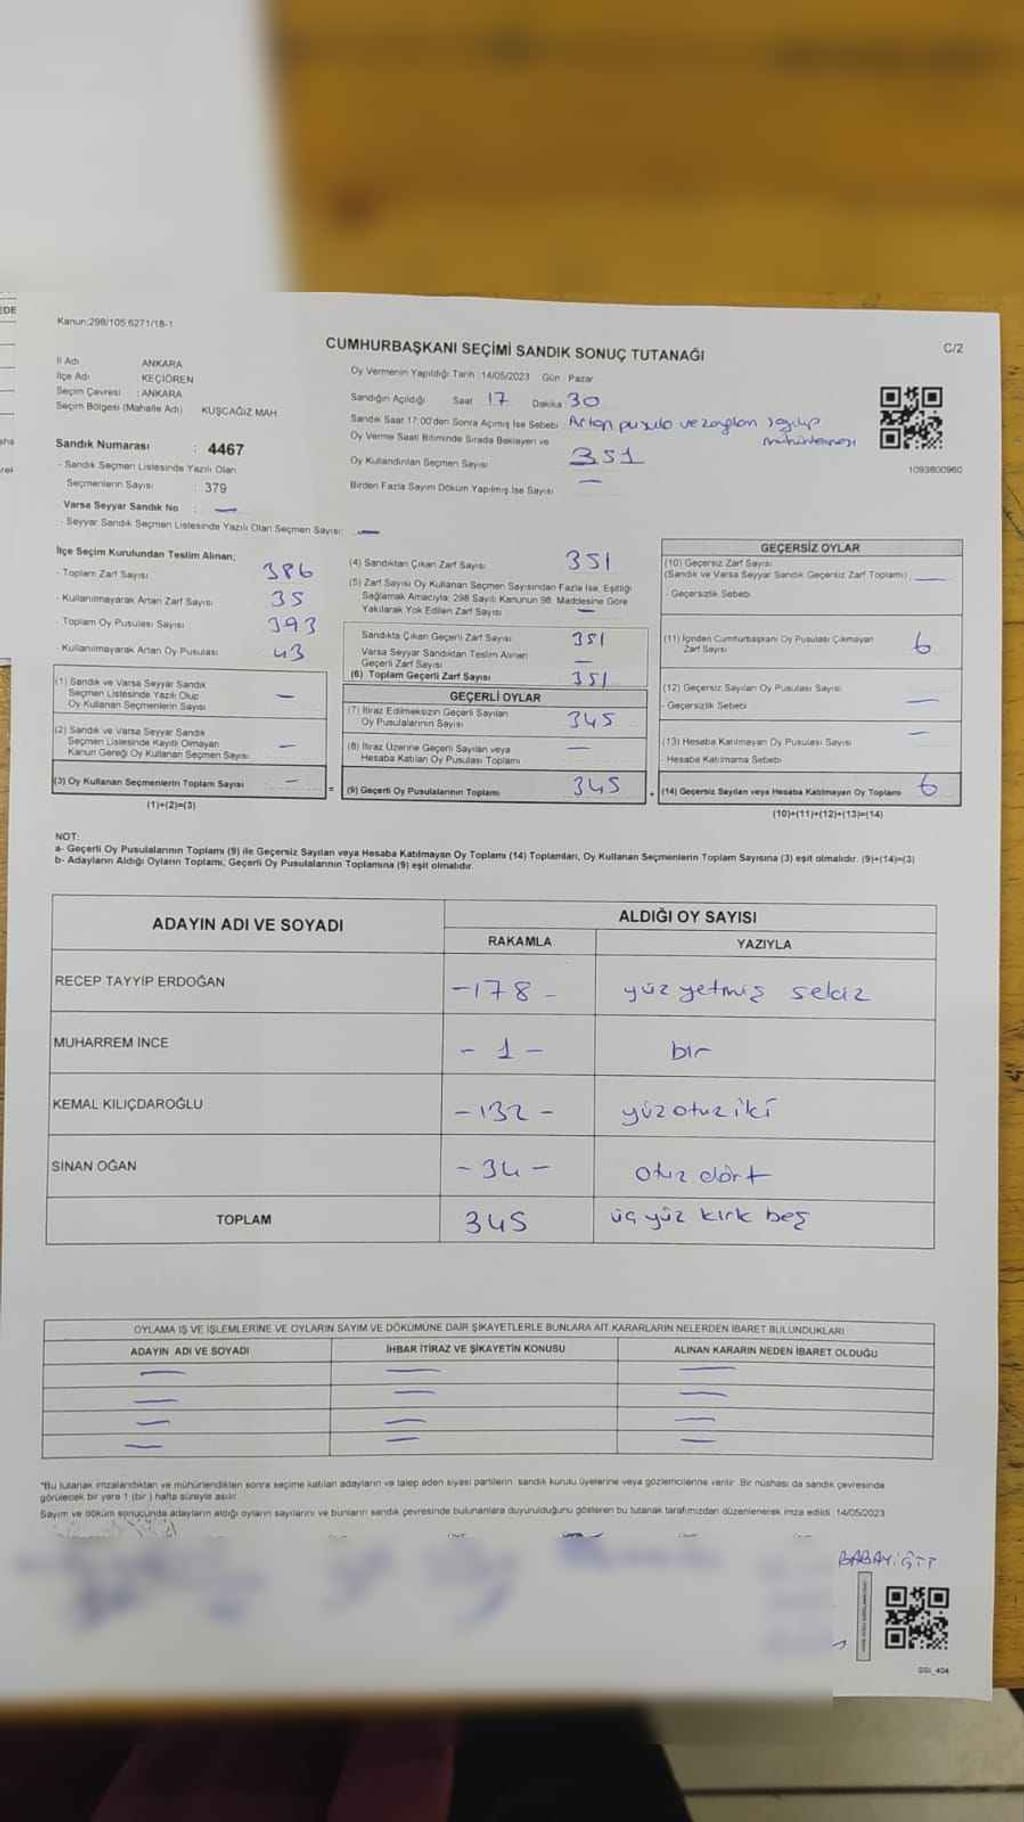 EDE
Kanun:298/105.6271/18-1
CUMHURBAŞKANI SEÇİMİ SANDIK SONUÇ TUTANAĞI
C/2
İl Adı ANKARA
İlçe Adı KEÇİÖREN
Seçim Çevresi : ANKARA
Seçim Bölgesi (Mahalle Adı) KUŞCAĞIZ MAH.
Sandık Numarası : 4467
- Sandık Seçmen Listesinde Yazılı Olan
Seçmenlerin Sayısı : 379
Varsa Seyyar Sandık No : —
- Seyyar Sandık Seçmen Listesinde Yazılı Olan Seçmen Sayısı: —
Oy Vermenin Yapıldığı Tarih :14/05/2023 Gün : Pazar
Sandığın Açıldığı Saat 17 Dakika 30
Sandık Saat 17:00'den Sonra Açılmış İse Sebebi: Artan pusula ve zarfları sayılıp
mühürlenmesi
Oy Verme Saati Bitiminde Sırada Bekleyen ve
Oy Kullandırılan Seçmen Sayısı 351
Birden Fazla Sayım Döküm Yapılmış İse Sayısı —
1093800960
İlçe Seçim Kurulundan Teslim Alınan;
- Toplam Zarf Sayısı 386
- Kullanılmayarak Artan Zarf Sayısı 35
- Toplam Oy Pusulası Sayısı 393
- Kullanılmayarak Artan Oy Pusulası 43
(1) Sandık ve Varsa Seyyar Sandık
Seçmen Listesinde Yazılı Olup
Oy Kullanan Seçmenlerin Sayısı —
(2) Sandık ve Varsa Seyyar Sandık
Seçmen Listesinde Kayıtlı Olmayan
Kanun Gereği Oy Kullanan Seçmen Sayısı —
(3) Oy Kullanan Seçmenlerin Toplam Sayısı —
(1)+(2)=(3)
=
(4) Sandıktan Çıkan Zarf Sayısı 351
(5) Zarf Sayısı Oy Kullanan Seçmen Sayısından Fazla İse, Eşitliği
Sağlamak Amacıyla; 298 Sayılı Kanunun 98. Maddesine Göre
Yakılarak Yok Edilen Zarf Sayısı —
Sandıkta Çıkan Geçerli Zarf Sayısı 351
Varsa Seyyar Sandıktan Teslim Alınan
Geçerli Zarf Sayısı —
(6) Toplam Geçerli Zarf Sayısı 351
GEÇERLİ OYLAR
(7) İtiraz Edilmeksizin Geçerli Sayılan
Oy Pusulalarının Sayısı 345
(8) İtiraz Üzerine Geçerli Sayılan veya
Hesaba Katılan Oy Pusulası Toplamı —
(9) Geçerli Oy Pusulalarının Toplamı 345
+
GEÇERSİZ OYLAR
(10) Geçersiz Zarf Sayısı
(Sandık ve Varsa Seyyar Sandık Geçersiz Zarf Toplamı) —
- Geçersizlik Sebebi
(11) İçinden Cumhurbaşkanı Oy Pusulası Çıkmayan
Zarf Sayısı 6
(12) Geçersiz Sayılan Oy Pusulası Sayısı
- Geçersizlik Sebebi —
(13) Hesaba Katılmayan Oy Pusulası Sayısı —
Hesaba Katılmama Sebebi
(14) Geçersiz Sayılan veya Hesaba Katılmayan Oy Toplamı 6
(10)+(11)+(12)+(13)=(14)
NOT:
a- Geçerli Oy Pusulalarının Toplamı (9) ile Geçersiz Sayılan veya Hesaba Katılmayan Oy Toplamı (14) Toplamları, Oy Kullanan Seçmenlerin Toplam Sayısına (3) eşit olmalıdır. (9)+(14)=(3)
b- Adayların Aldığı Oyların Toplamı, Geçerli Oy Pusulalarının Toplamına (9) eşit olmalıdır.
ADAYIN ADI VE SOYADI ALDIĞI OY SAYISI
RAKAMLA YAZIYLA
RECEP TAYYİP ERDOĞAN -178- yüz yetmiş sekiz
MUHARREM İNCE -1- bir
KEMAL KILIÇDAROĞLU -132- yüzotuziki
SİNAN OĞAN -34- otuz dört
TOPLAM 345 üç yüz kırk beş
OYLAMA İŞ VE İŞLEMLERİNE VE OYLARIN SAYIM VE DÖKÜMÜNE DAİR ŞİKAYETLERLE BUNLARA AİT KARARLARIN NELERDEN İBARET BULUNDUKLARI
ADAYIN ADI VE SOYADI İHBAR İTİRAZ VE ŞİKAYETİN KONUSU ALINAN KARARIN NEDEN İBARET OLDUĞU
— — —
— — —
— — —
— — —
*Bu tutanak imzalandıktan ve mühürlendikten sonra seçime katılan adayların ve talep eden siyasi partilerin sandık kurulu üyelerine veya gözlemcilerine verilir. Bir nüshası da sandık çevresinde
görülecek bir yere 1 (bir) hafta süreyle asılır.
Sayım ve döküm sonucunda adayların aldığı oyların sayılarını ve bunların sandık çevresinde bulunanlara duyurulduğunu gösteren bu tutanak tarafımızdan düzenlenerek imza edildi. 14/05/2023
BABAYİĞİT